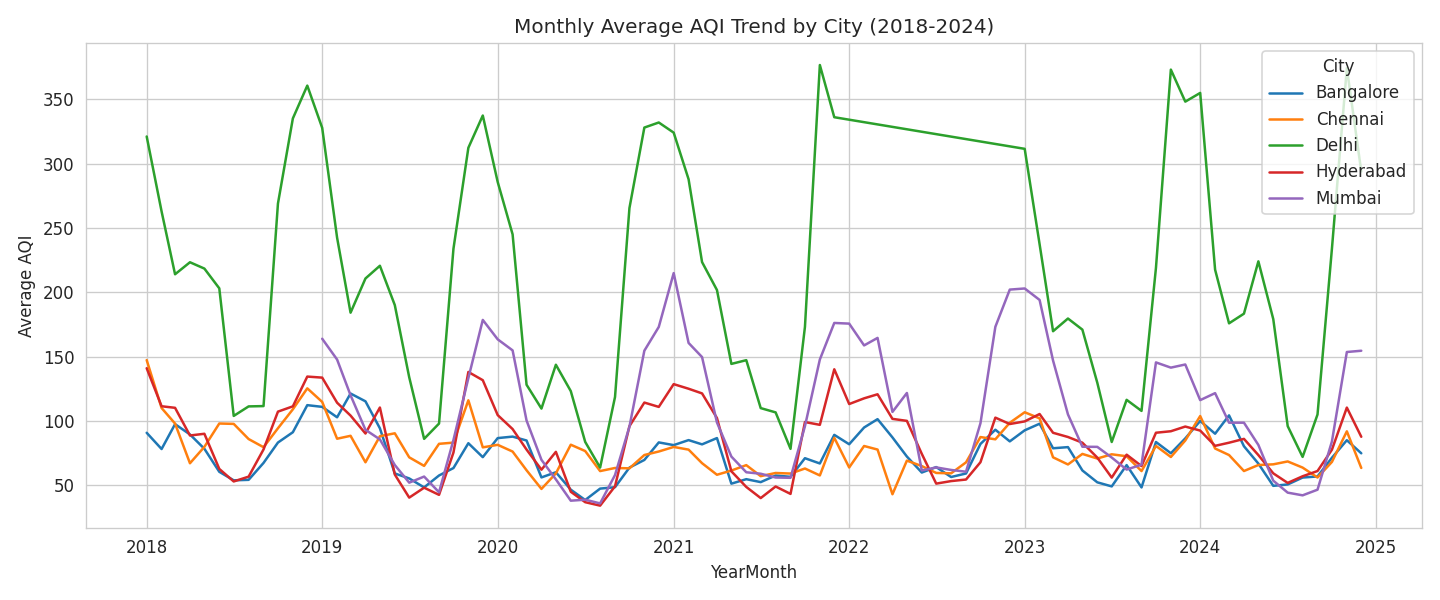 Monthly Average AQI Trend by City (2018-2024)
Average AQI
350
300
250
200
150
100
50
City
Bangalore
Chennai
Delhi
Hyderabad
Mumbai
2018 2019 2020 2021 2022 2023 2024 2025
YearMonth